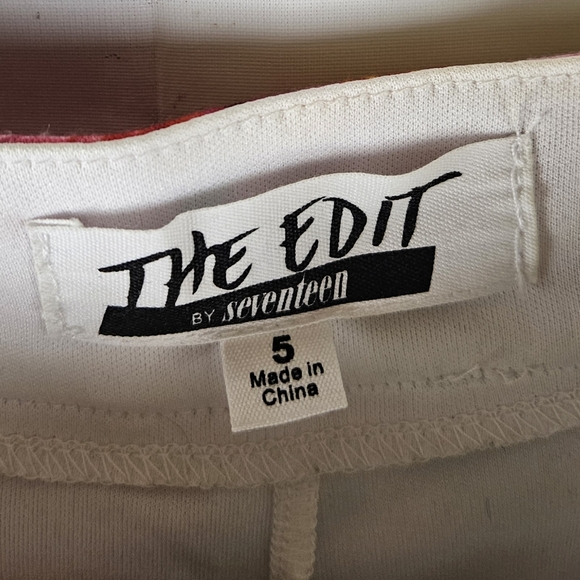 THE EDIT
BY seventeen
5
Made in
China